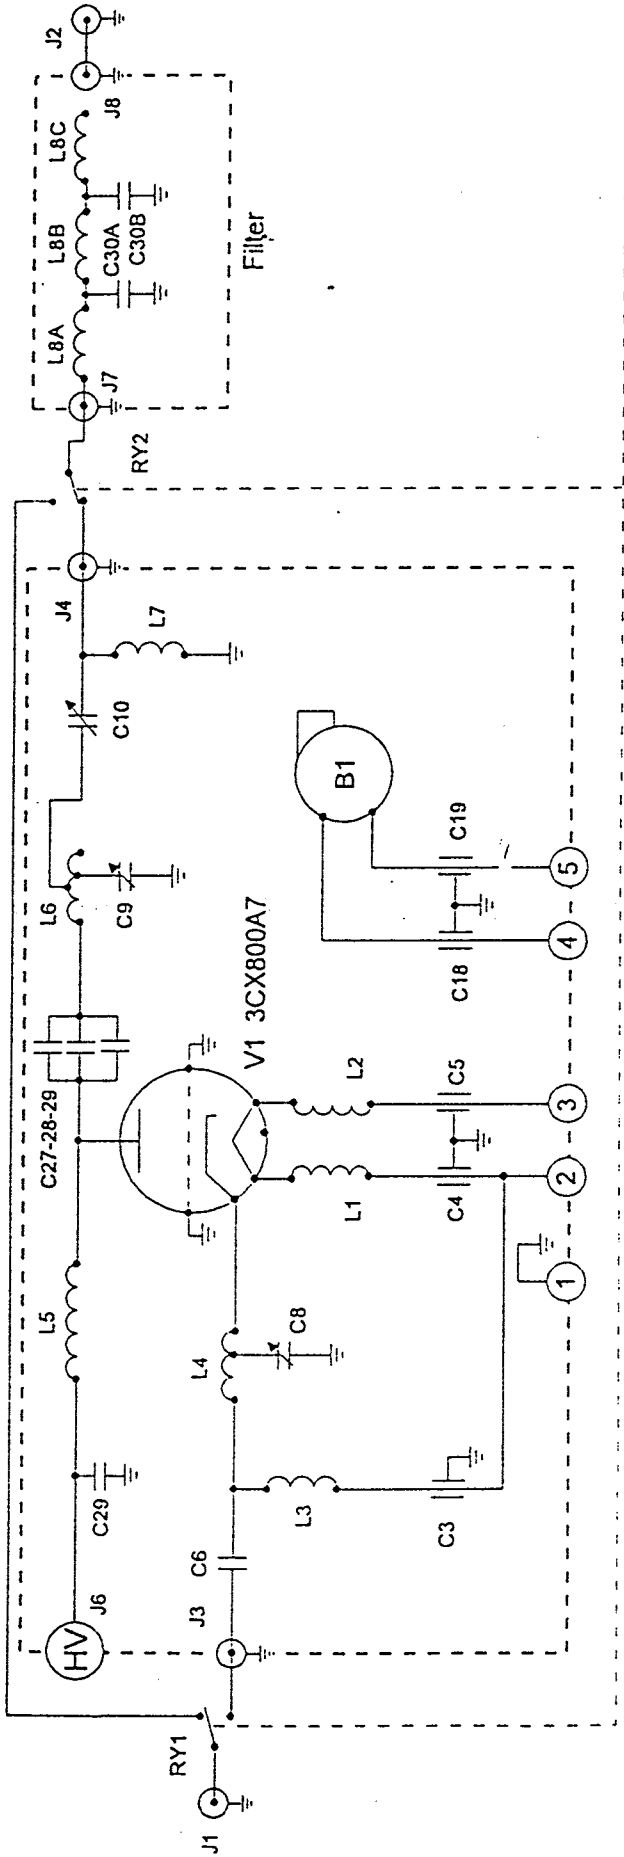 J1
RY1
J3
C6
HV
J6
C29
L5
C27-28-29
L3
C3
L4
C8
L1
C4
L2
C5
V1 3CX800A7
1
2
3
L6
C9
C10
L7
J4
B1
C18
C19
4
5
RY2
J7
L8A
L8B
L8C
C30A
C30B
J8
J2
Filter